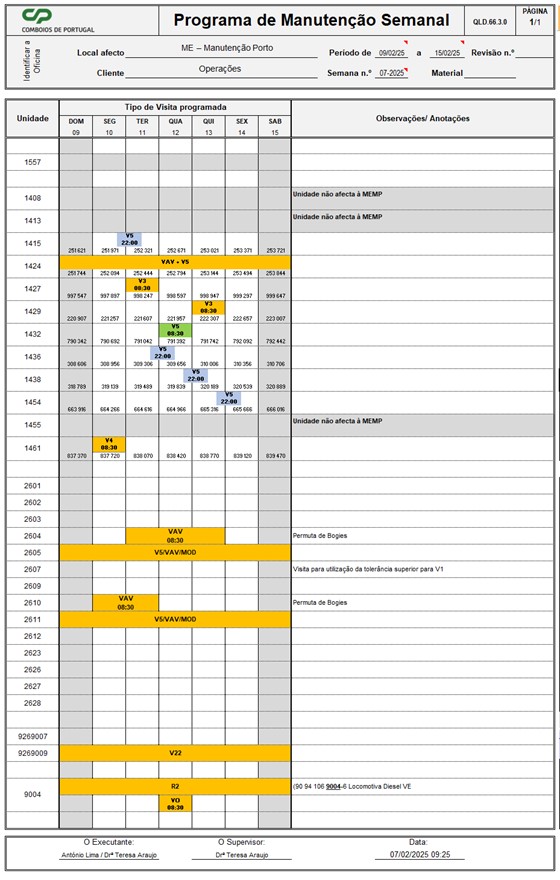 CP
COMBOIOS DE PORTUGAL
Programa de Manutenção Semanal
QLD.66.3.0
PÁGINA
1/1
Identificar a Oficina
Local afecto ME – Manutenção Porto Periodo de 09/02/25 a 15/02/25 Revisão n.º
Cliente Operações Semana n.º 07-2025 Material
Unidade Tipo de Visita programada Observações/ Anotações
DOM SEG TER QUA QUI SEX SAB
09 10 11 12 13 14 15
1557
1408 Unidade não afecta à MEMP
1413 Unidade não afecta à MEMP
1415 V5
22:00
251 621 251 971 252 321 252 671 253 021 253 371 253 721
1424 VAV + V5
251 744 252 094 252 444 252 794 253 144 253 494 253 844
1427 V3
08:30
997 547 997 897 998 247 998 597 998 947 999 297 999 647
1429 V3
08:30
220 907 221 257 221 607 221 957 222 307 222 657 223 007
1432 V5
08:30
790 342 790 692 791 042 791 392 791 742 792 092 792 442
1436 V5
22:00
308 606 308 956 309 306 309 656 310 006 310 356 310 706
1438 V5
22:00
318 789 319 139 319 489 319 839 320 189 320 539 320 889
1454 V5
22:00
663 916 664 266 664 616 664 966 665 316 665 666 666 016
1455 Unidade não afecta à MEMP
1461 V4
08:30
837 370 837 720 838 070 838 420 838 770 839 120 839 470
2601
2602
2603
2604 VAV
08:30 Permuta de Bogies
2605 V5/VAV/MOD
2607 Visita para utilização da tolerância superior para V1
2609
2610 VAV
08:30 Permuta de Bogies
2611 V5/VAV/MOD
2612
2623
2626
2627
2628
9269007
9269009 V22
9004 R2 (90 94 106 9004-6 Locomotiva Diesel VE
VO
08:30
O Executante: O Supervisor: Data:
António Lima / Drª Teresa Araujo Drª Teresa Araujo 07/02/2025 09:25